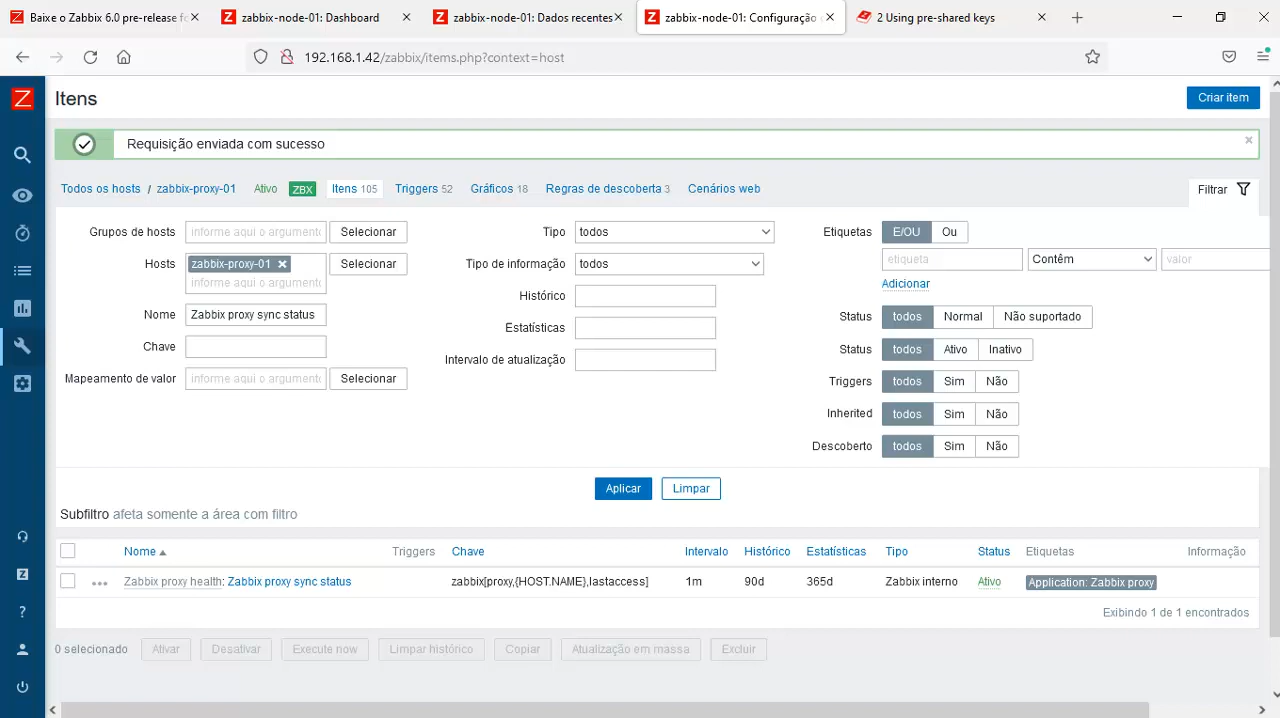 Baixe o Zabbix 6.0 pre-release f
zabbix-node-01: Dashboard
zabbix-node-01: Dados recentes
zabbix-node-01: Configuração
2 Using pre-shared keys
192.168.1.42/zabbix/items.php?context=host
Itens
Criar item
Requisição enviada com sucesso
Todos os hosts / zabbix-proxy-01 Ativo ZBX Itens 105 Triggers 52 Gráficos 18 Regras de descoberta 3 Cenários web
Filtrar
Grupos de hosts informe aqui o argumento Selecionar
Hosts zabbix-proxy-01 Selecionar
informe aqui o argumento
Nome Zabbix proxy sync status
Chave
Mapeamento de valor informe aqui o argumento Selecionar
Tipo todos
Tipo de informação todos
Histórico
Estatísticas
Intervalo de atualização
Etiquetas E/OU Ou
etiqueta Contêm valor
Adicionar
Status todos Normal Não suportado
Status todos Ativo Inativo
Triggers todos Sim Não
Inherited todos Sim Não
Descoberto todos Sim Não
Aplicar Limpar
Subfiltro afeta somente a área com filtro
Nome Triggers Chave Intervalo Histórico Estatísticas Tipo Status Etiquetas Informação
Zabbix proxy health: Zabbix proxy sync status zabbix[proxy,{HOST.NAME},lastaccess] 1m 90d 365d Zabbix interno Ativo Application: Zabbix proxy
Exibindo 1 de 1 encontrados
0 selecionado Ativar Desativar Execute now Limpar histórico Copiar Atualização em massa Excluir